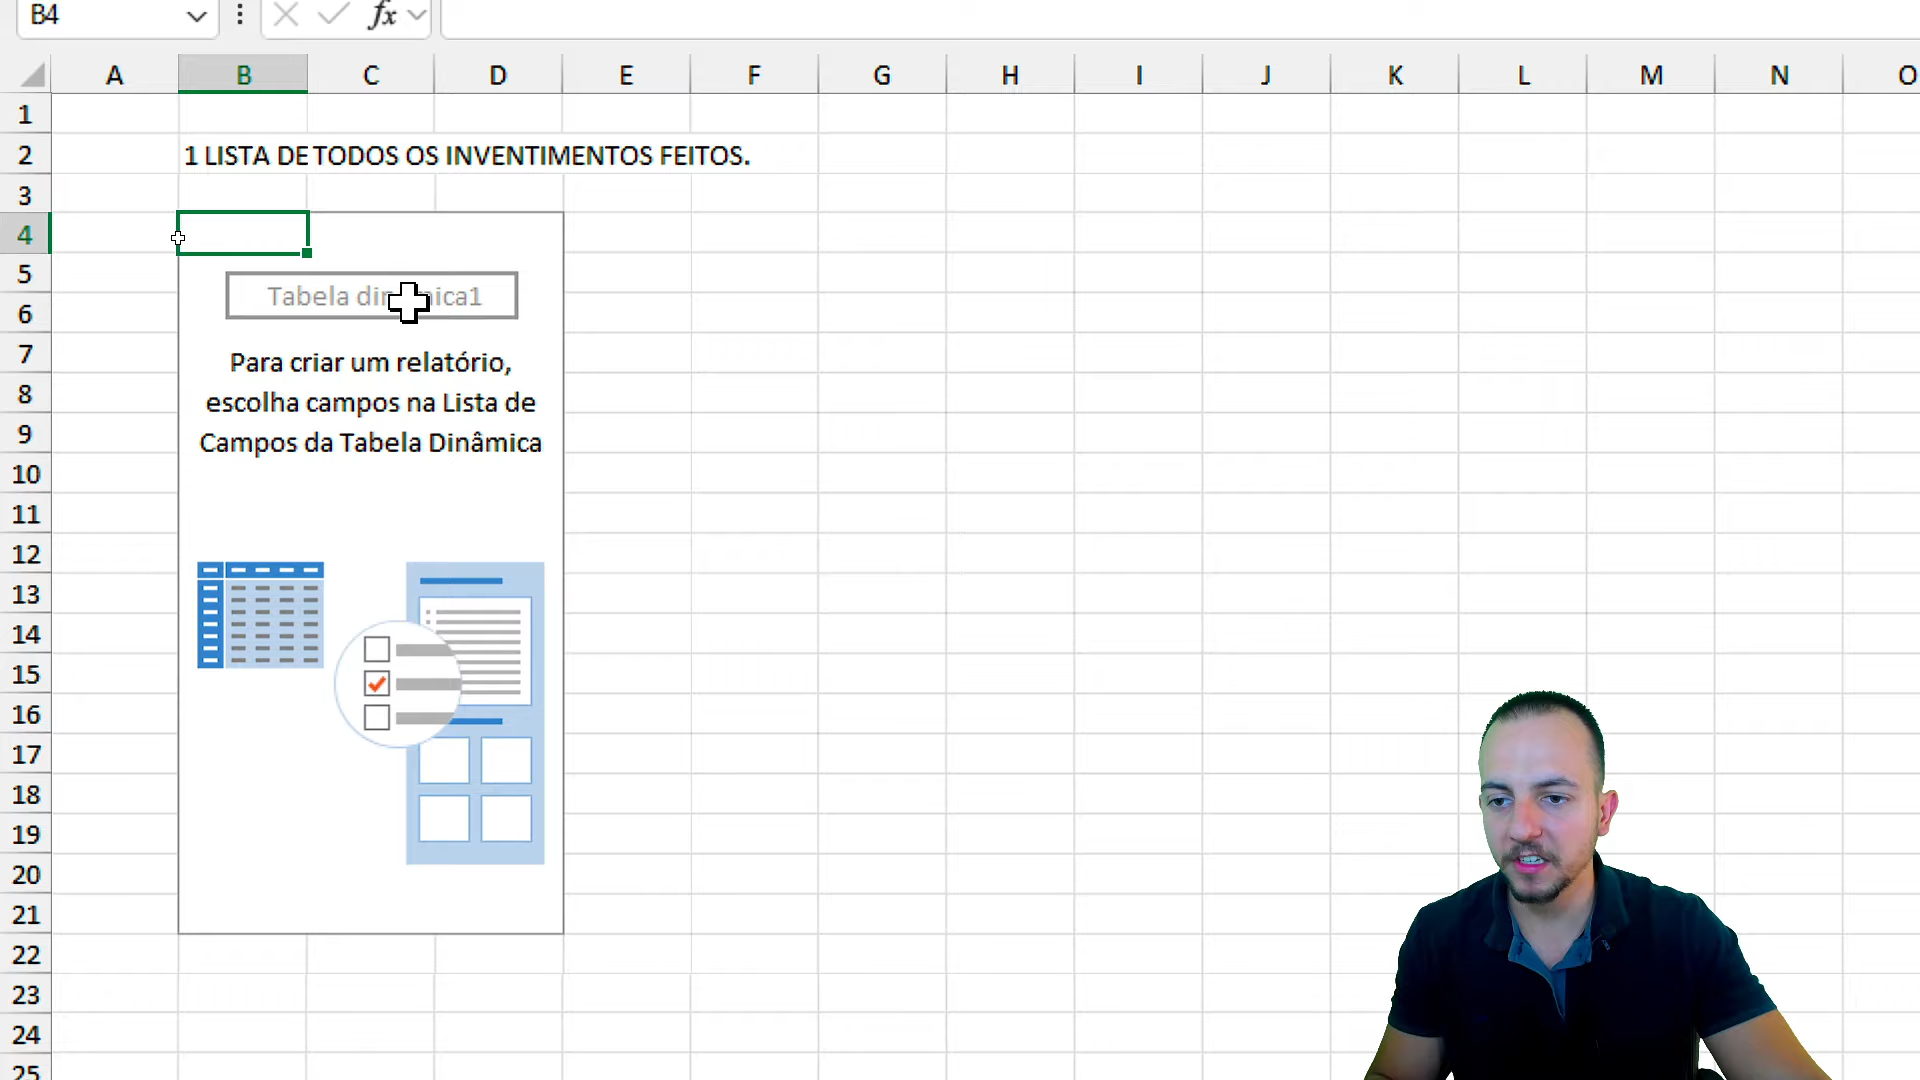 B4
fx
A B C D E F G H I J K L M N O
1
2 1 LISTA DE TODOS OS INVENTIMENTOS FEITOS.
3
4
5
Tabela dinâmica1
6
7 Para criar um relatório,
8 escolha campos na Lista de
9 Campos da Tabela Dinâmica
10
11
12
13
14
15
16
17
18
19
20
21
22
23
24
25